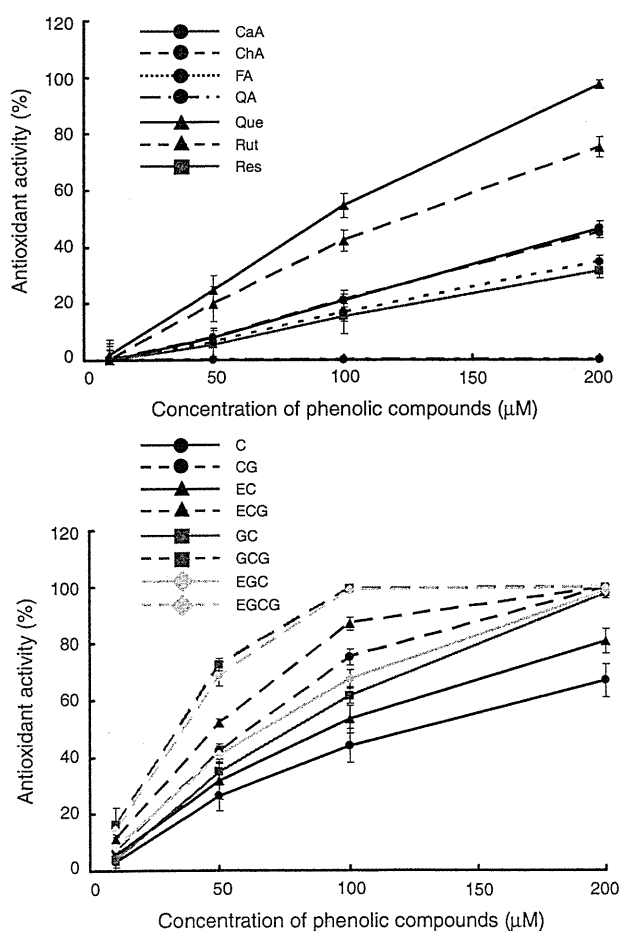 120
100
80
60
40
20
0
Antioxidant activity (%)
CaA
ChA
FA
QA
Que
Rut
Res
0 50 100 150 200
Concentration of phenolic compounds (μM)
C
CG
EC
ECG
GC
GCG
EGC
EGCG
120
100
80
60
40
20
0
Antioxidant activity (%)
0 50 100 150 200
Concentration of phenolic compounds (μM)